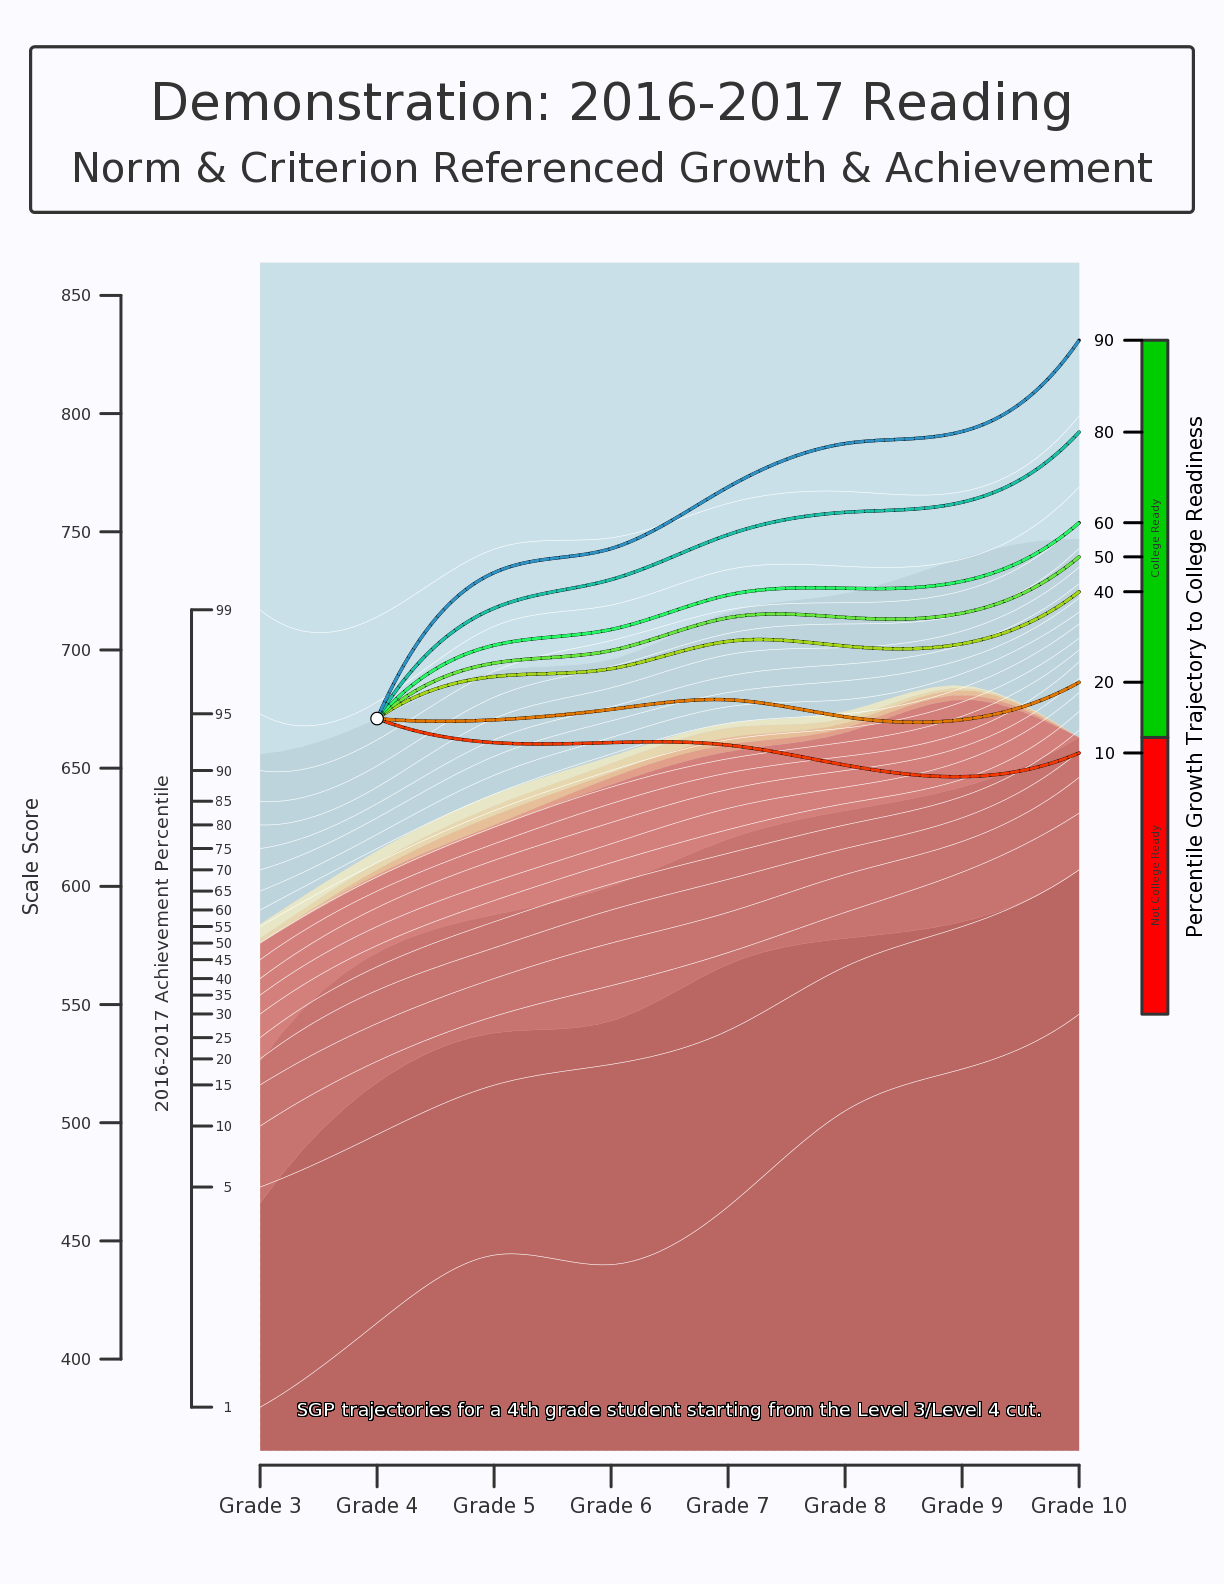 Demonstration: 2016-2017 Reading
Norm & Criterion Referenced Growth & Achievement
Scale Score
850
800
750
700
650
600
550
500
450
400
2016-2017 Achievement Percentile
99
95
90
85
80
75
70
65
60
55
50
45
40
35
30
25
20
15
10
5
1
90
80
60
50
40
20
10
College Ready
Not College Ready
Percentile Growth Trajectory to College Readiness
SGP trajectories for a 4th grade student starting from the Level 3/Level 4 cut.
Grade 3
Grade 4
Grade 5
Grade 6
Grade 7
Grade 8
Grade 9
Grade 10